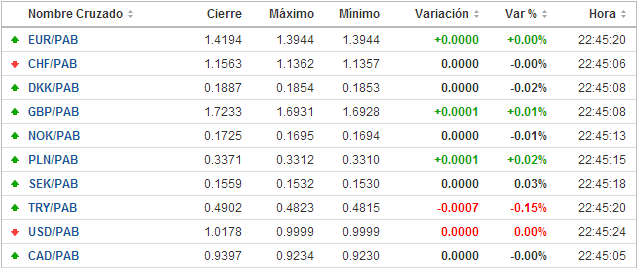 Nombre Cruzado Cierre Máximo Mínimo Variación Var % Hora
EUR/PAB 1.4194 1.3944 1.3944 +0.0000 +0.00% 22:45:20
CHF/PAB 1.1563 1.1362 1.1357 0.0000 -0.00% 22:45:06
DKK/PAB 0.1887 0.1854 0.1853 0.0000 -0.02% 22:45:08
GBP/PAB 1.7233 1.6931 1.6928 +0.0001 +0.01% 22:45:08
NOK/PAB 0.1725 0.1695 0.1694 0.0000 -0.01% 22:45:13
PLN/PAB 0.3371 0.3312 0.3310 +0.0001 +0.02% 22:45:15
SEK/PAB 0.1559 0.1532 0.1530 0.0000 0.03% 22:45:18
TRY/PAB 0.4902 0.4823 0.4815 -0.0007 -0.15% 22:45:20
USD/PAB 1.0178 0.9999 0.9999 0.0000 0.00% 22:45:24
CAD/PAB 0.9397 0.9234 0.9230 0.0000 -0.00% 22:45:05